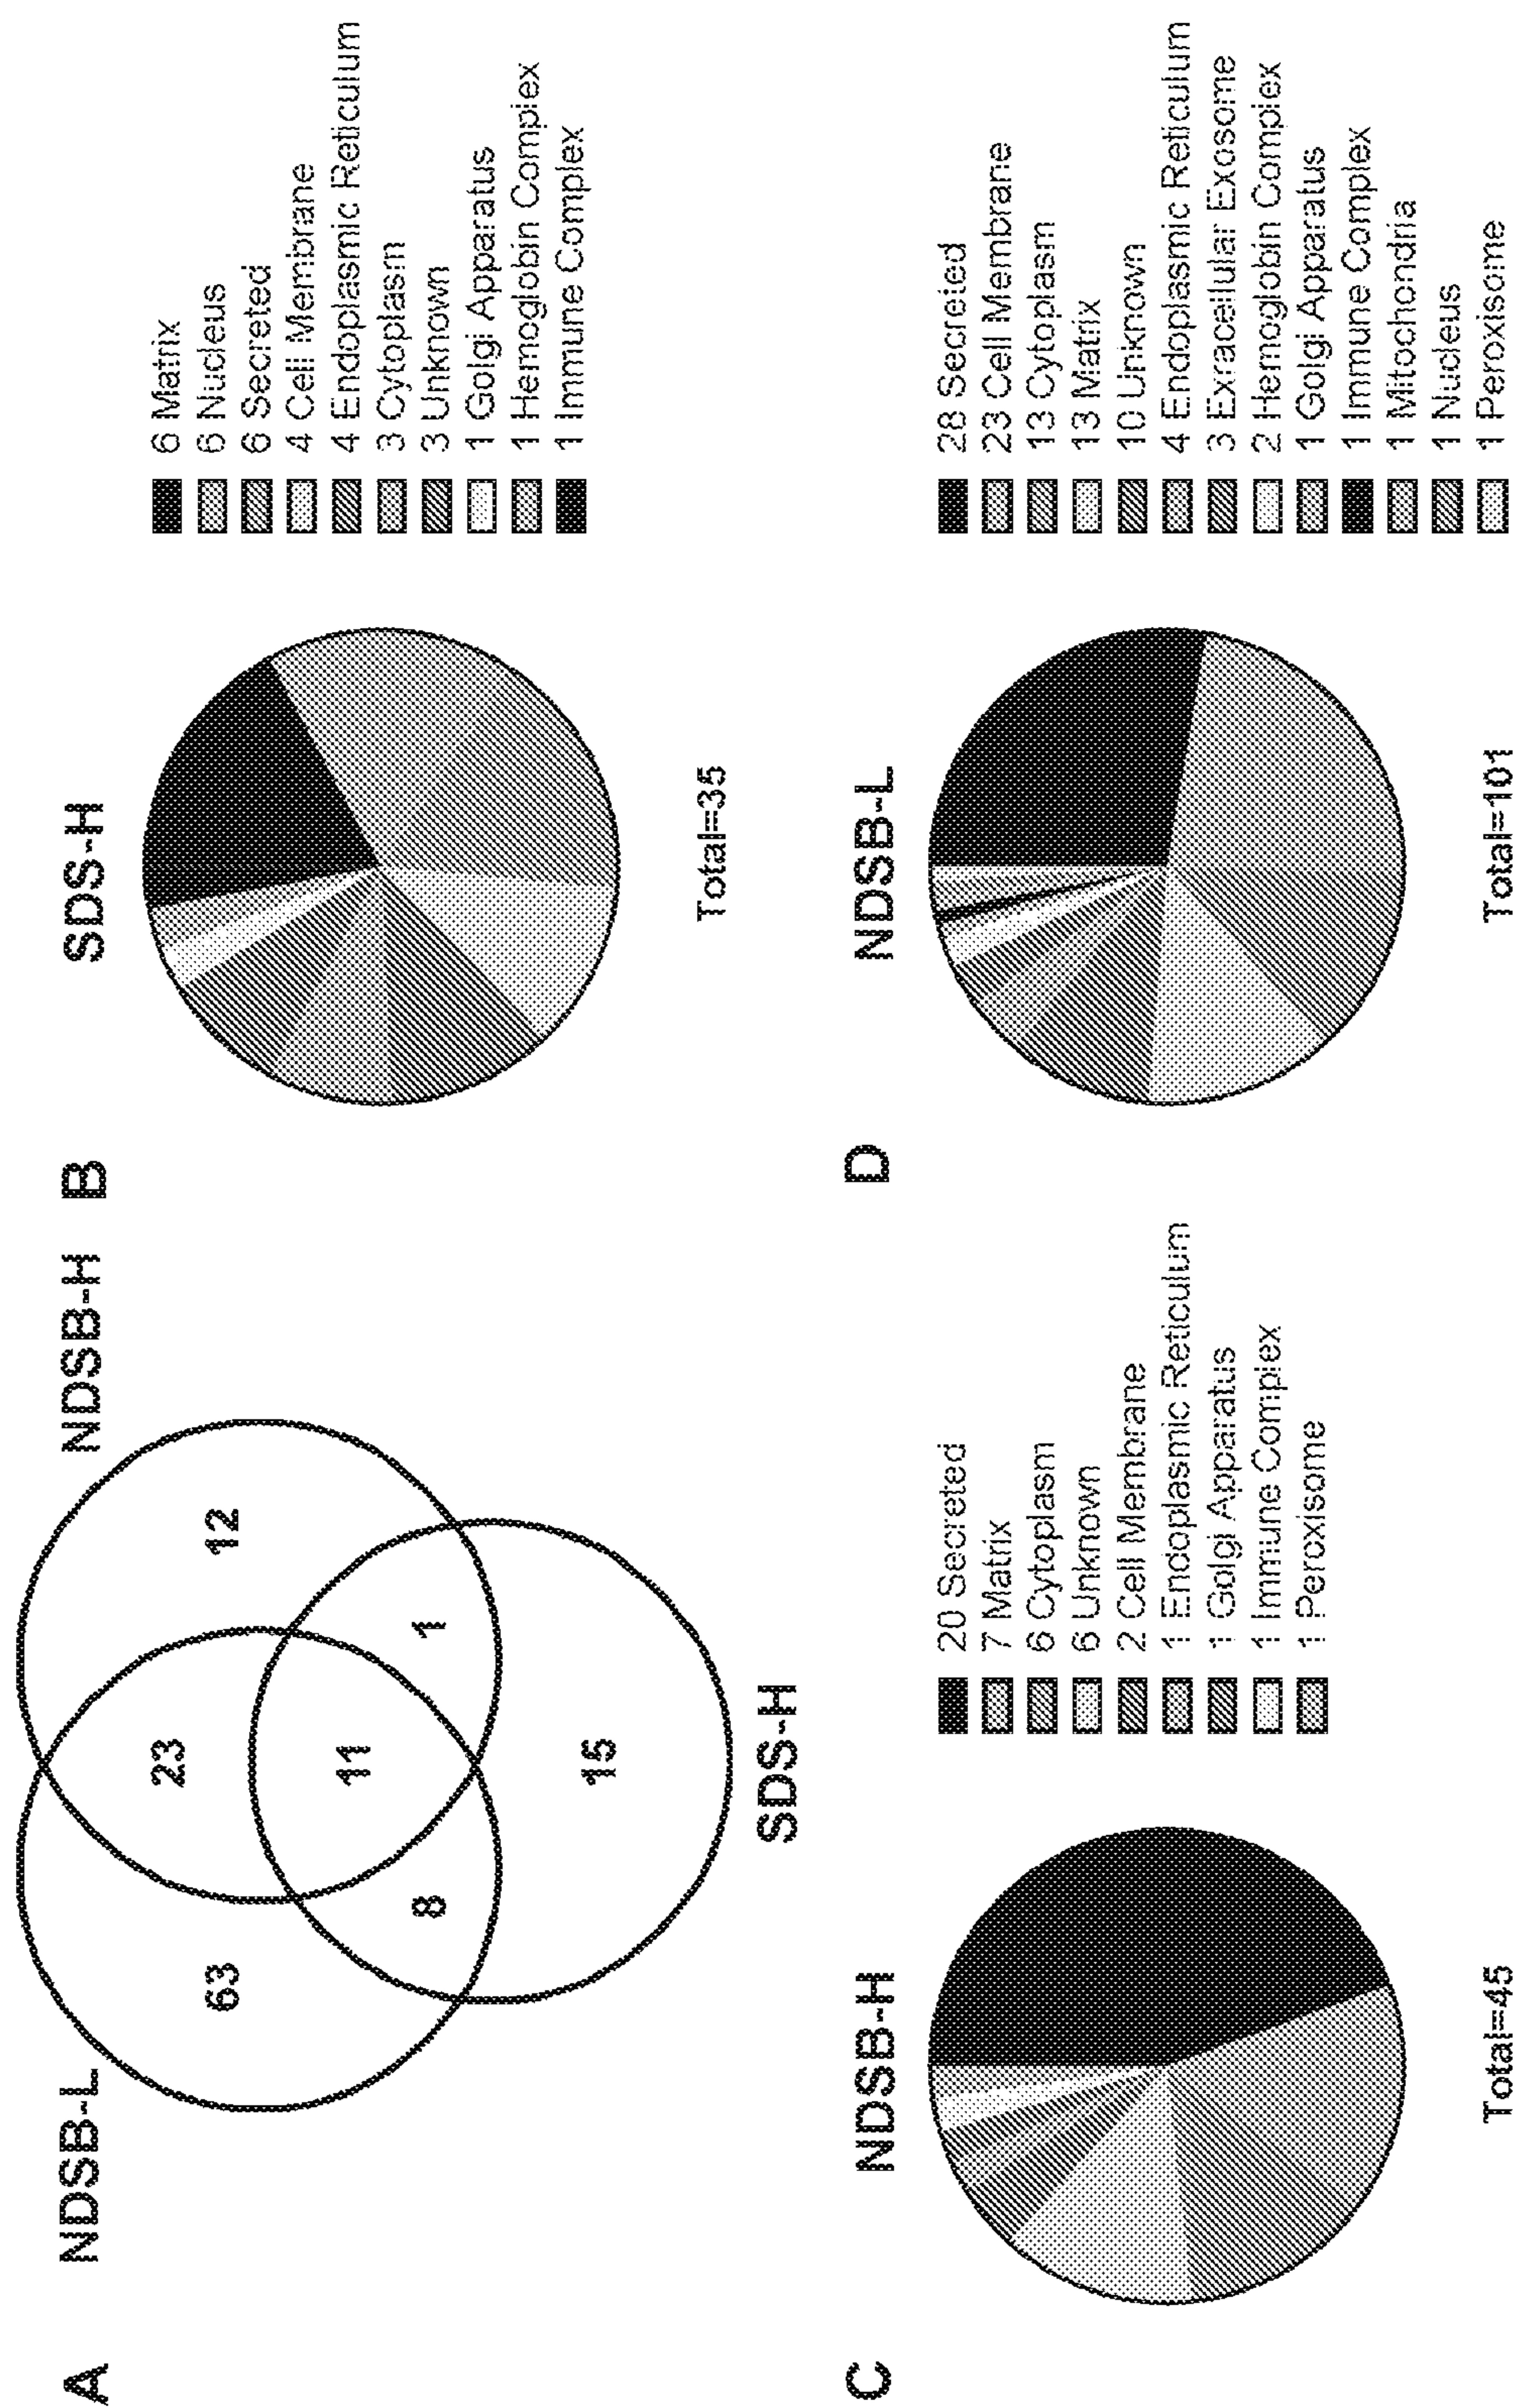 A
NDSB-L
NDSB-H
63
23
12
11
8
1
15
SDS-H
B
SDS-H
Total=35
6 Matrix
6 Nucleus
6 Secreted
4 Cell Membrane
4 Endoplasmic Reticulum
3 Cytoplasm
3 Unknown
1 Golgi Apparatus
1 Hemoglobin Complex
1 Immune Complex
C
NDSB-H
Total=45
20 Secreted
7 Matrix
6 Cytoplasm
6 Unknown
2 Cell Membrane
1 Endoplasmic Reticulum
1 Golgi Apparatus
1 Immune Complex
1 Peroxisome
D
NDSB-L
Total=101
28 Secreted
23 Cell Membrane
13 Cytoplasm
13 Matrix
10 Unknown
4 Endoplasmic Reticulum
3 Exracellular Exosome
2 Hemoglobin Complex
1 Golgi Apparatus
1 Immune Complex
1 Mitochondria
1 Nucleus
1 Peroxisome